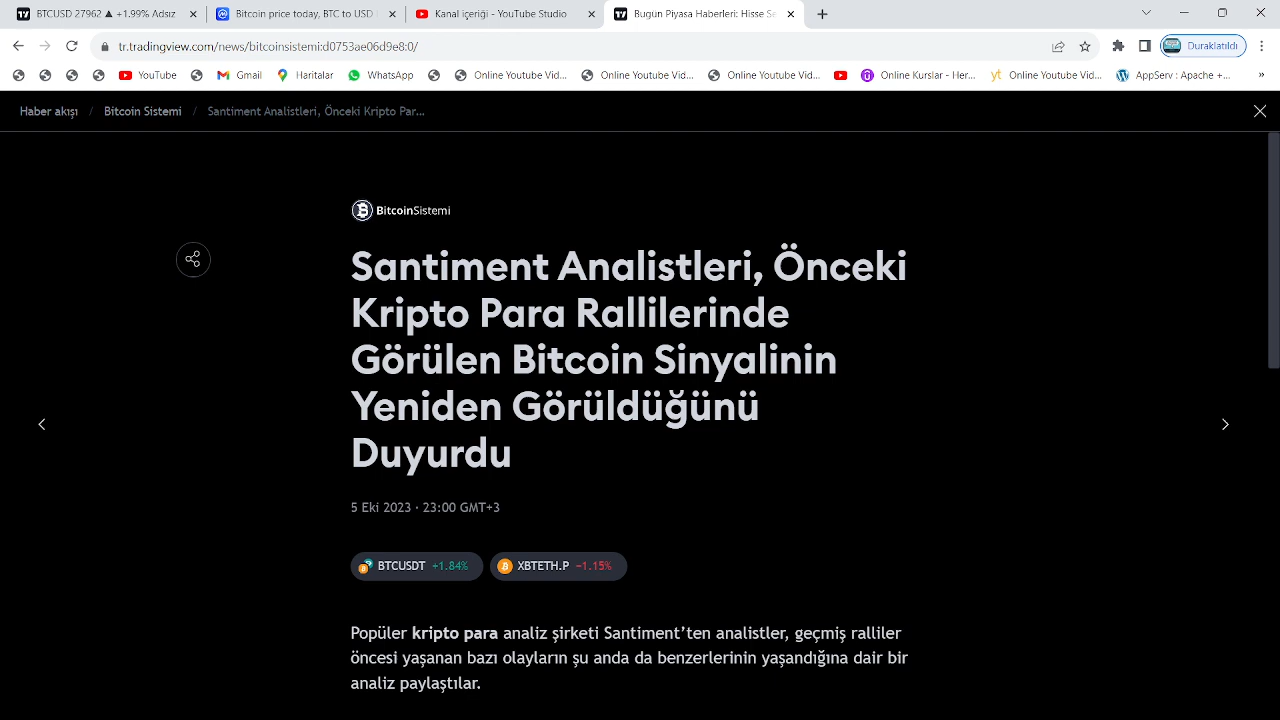 BTCUSD 27962 ▲ +1.99% Adsız
Bitcoin price today, BTC to USD
Kanal içeriği - YouTube Studio
Bugün Piyasa Haberleri: Hisse Se
tr.tradingview.com/news/bitcoinsistemi:d0753ae06d9e8:0/
Duraklatıldı
YouTube
Gmail
Haritalar
WhatsApp
Online Youtube Vid...
Online Youtube Vid...
Online Youtube Vid...
Online Kurslar - Her...
yt Online Youtube Vid...
AppServ : Apache +...
»
Haber akışı / Bitcoin Sistemi / Santiment Analistleri, Önceki Kripto Par...
BitcoinSistemi
Santiment Analistleri, Önceki
Kripto Para Rallilerinde
Görülen Bitcoin Sinyalinin
Yeniden Görüldüğünü
Duyurdu
5 Eki 2023 · 23:00 GMT+3
BTCUSDT +1.84%
XBTETH.P −1.15%
Popüler kripto para analiz şirketi Santiment’ten analistler, geçmiş ralliler
öncesi yaşanan bazı olayların şu anda da benzerlerinin yaşandığına dair bir
analiz paylaştılar.